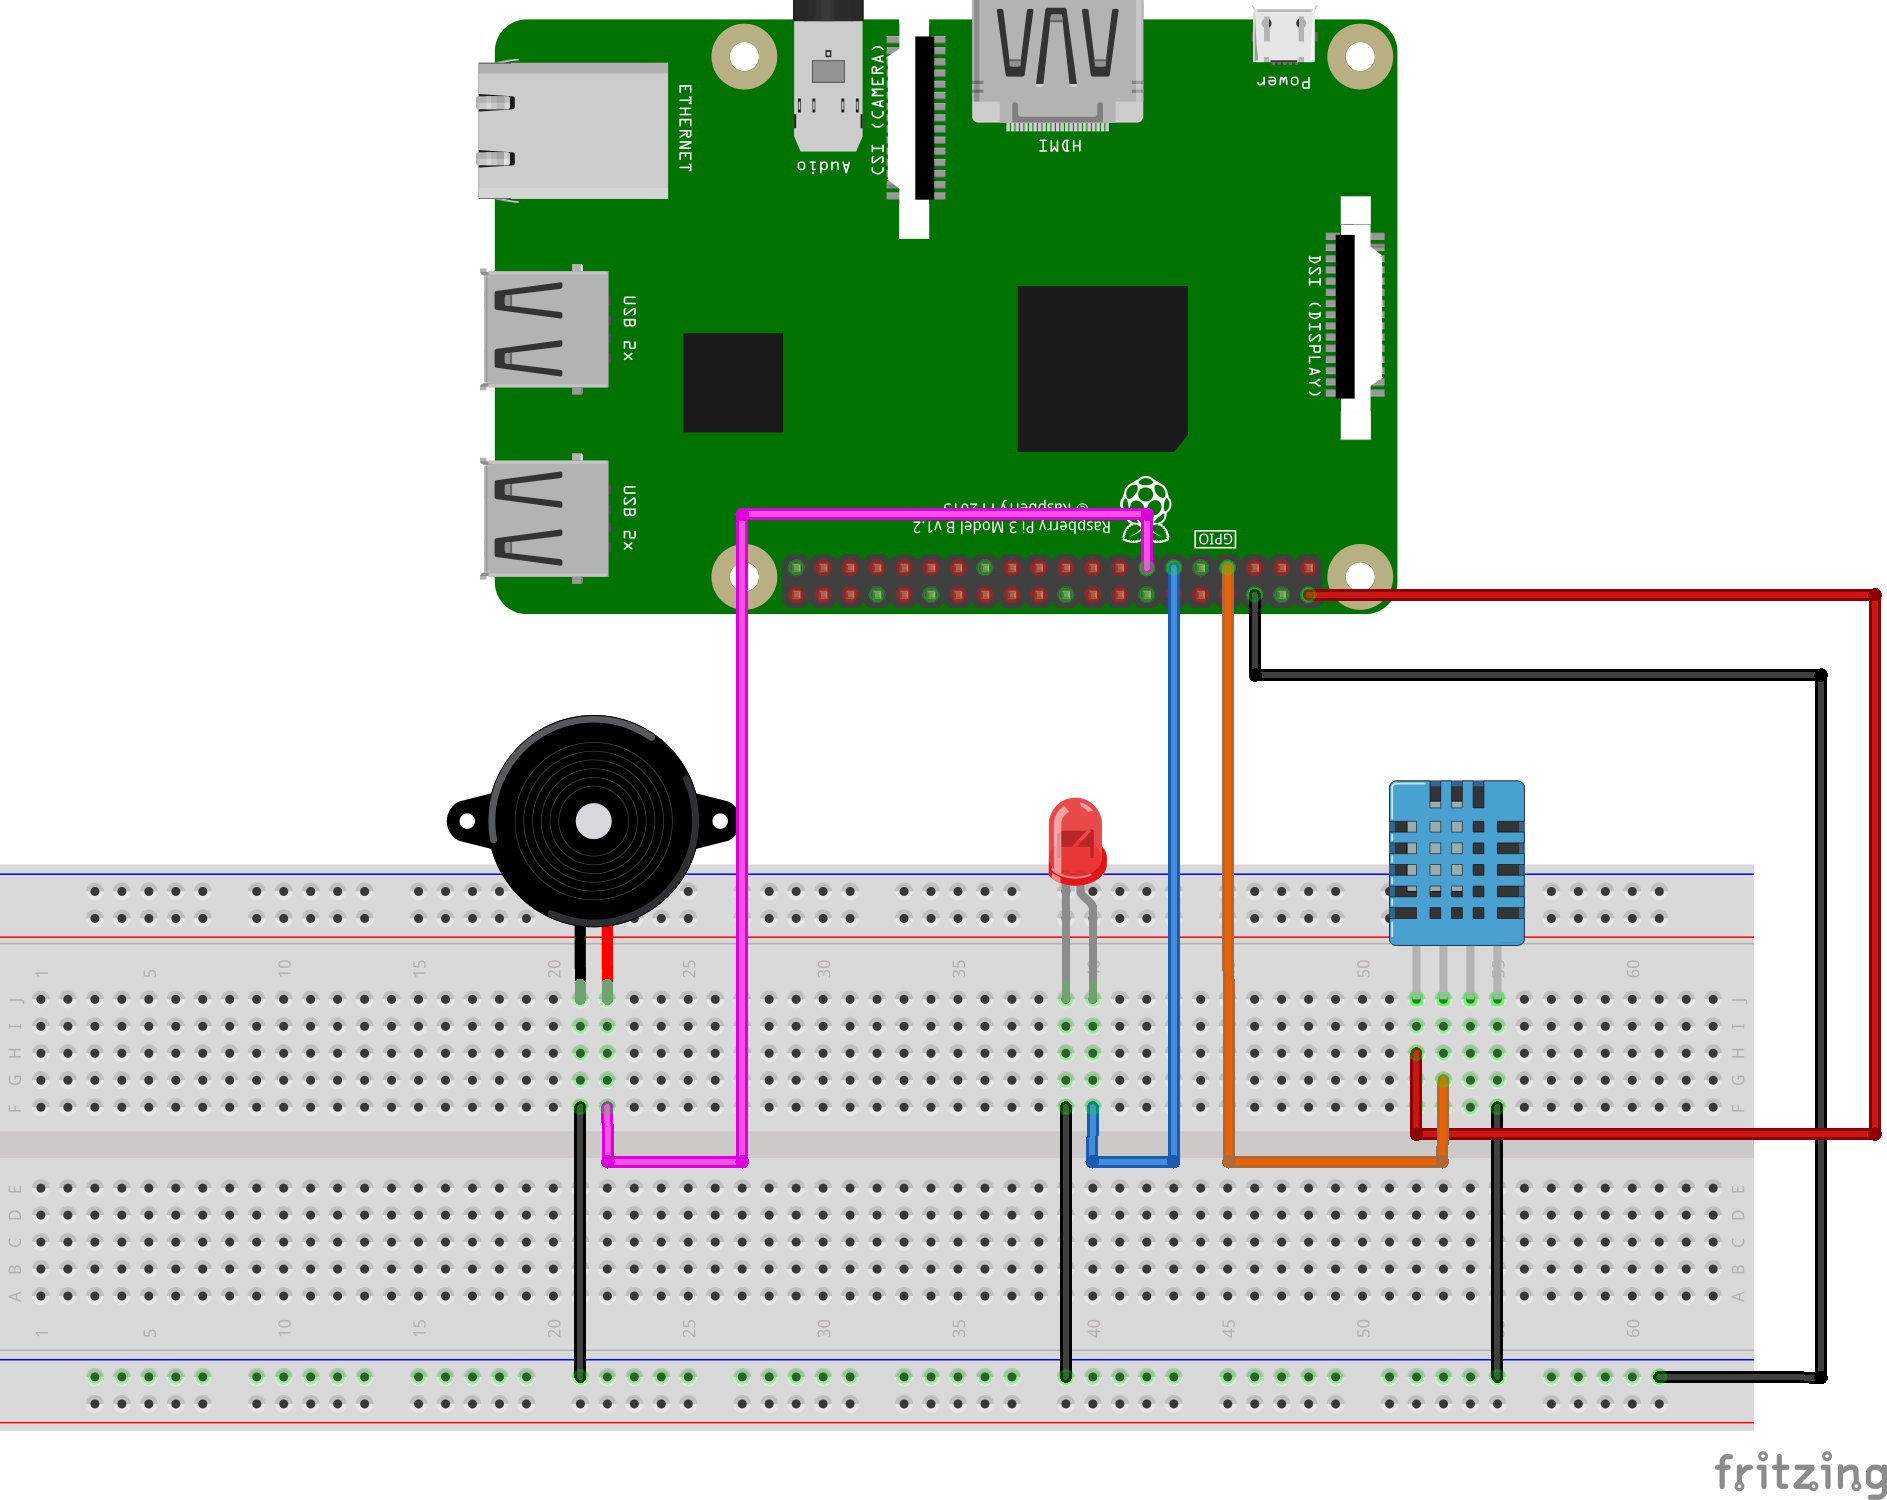 ETHERNET
Audio
CSI (CAMERA)
HDMI
Power
DSI (DISPLAY)
USB 2x
USB 2x
© Raspberry Pi 2015
Raspberry Pi 3 Model B v1.2
GPIO
1 5 10 15 20 25 30 35 40 50 55 60
J J
I I
H H
G G
F F
E E
D D
C C
B B
A A
1 5 10 15 20 25 30 35 40 45 50 55 60
fritzing